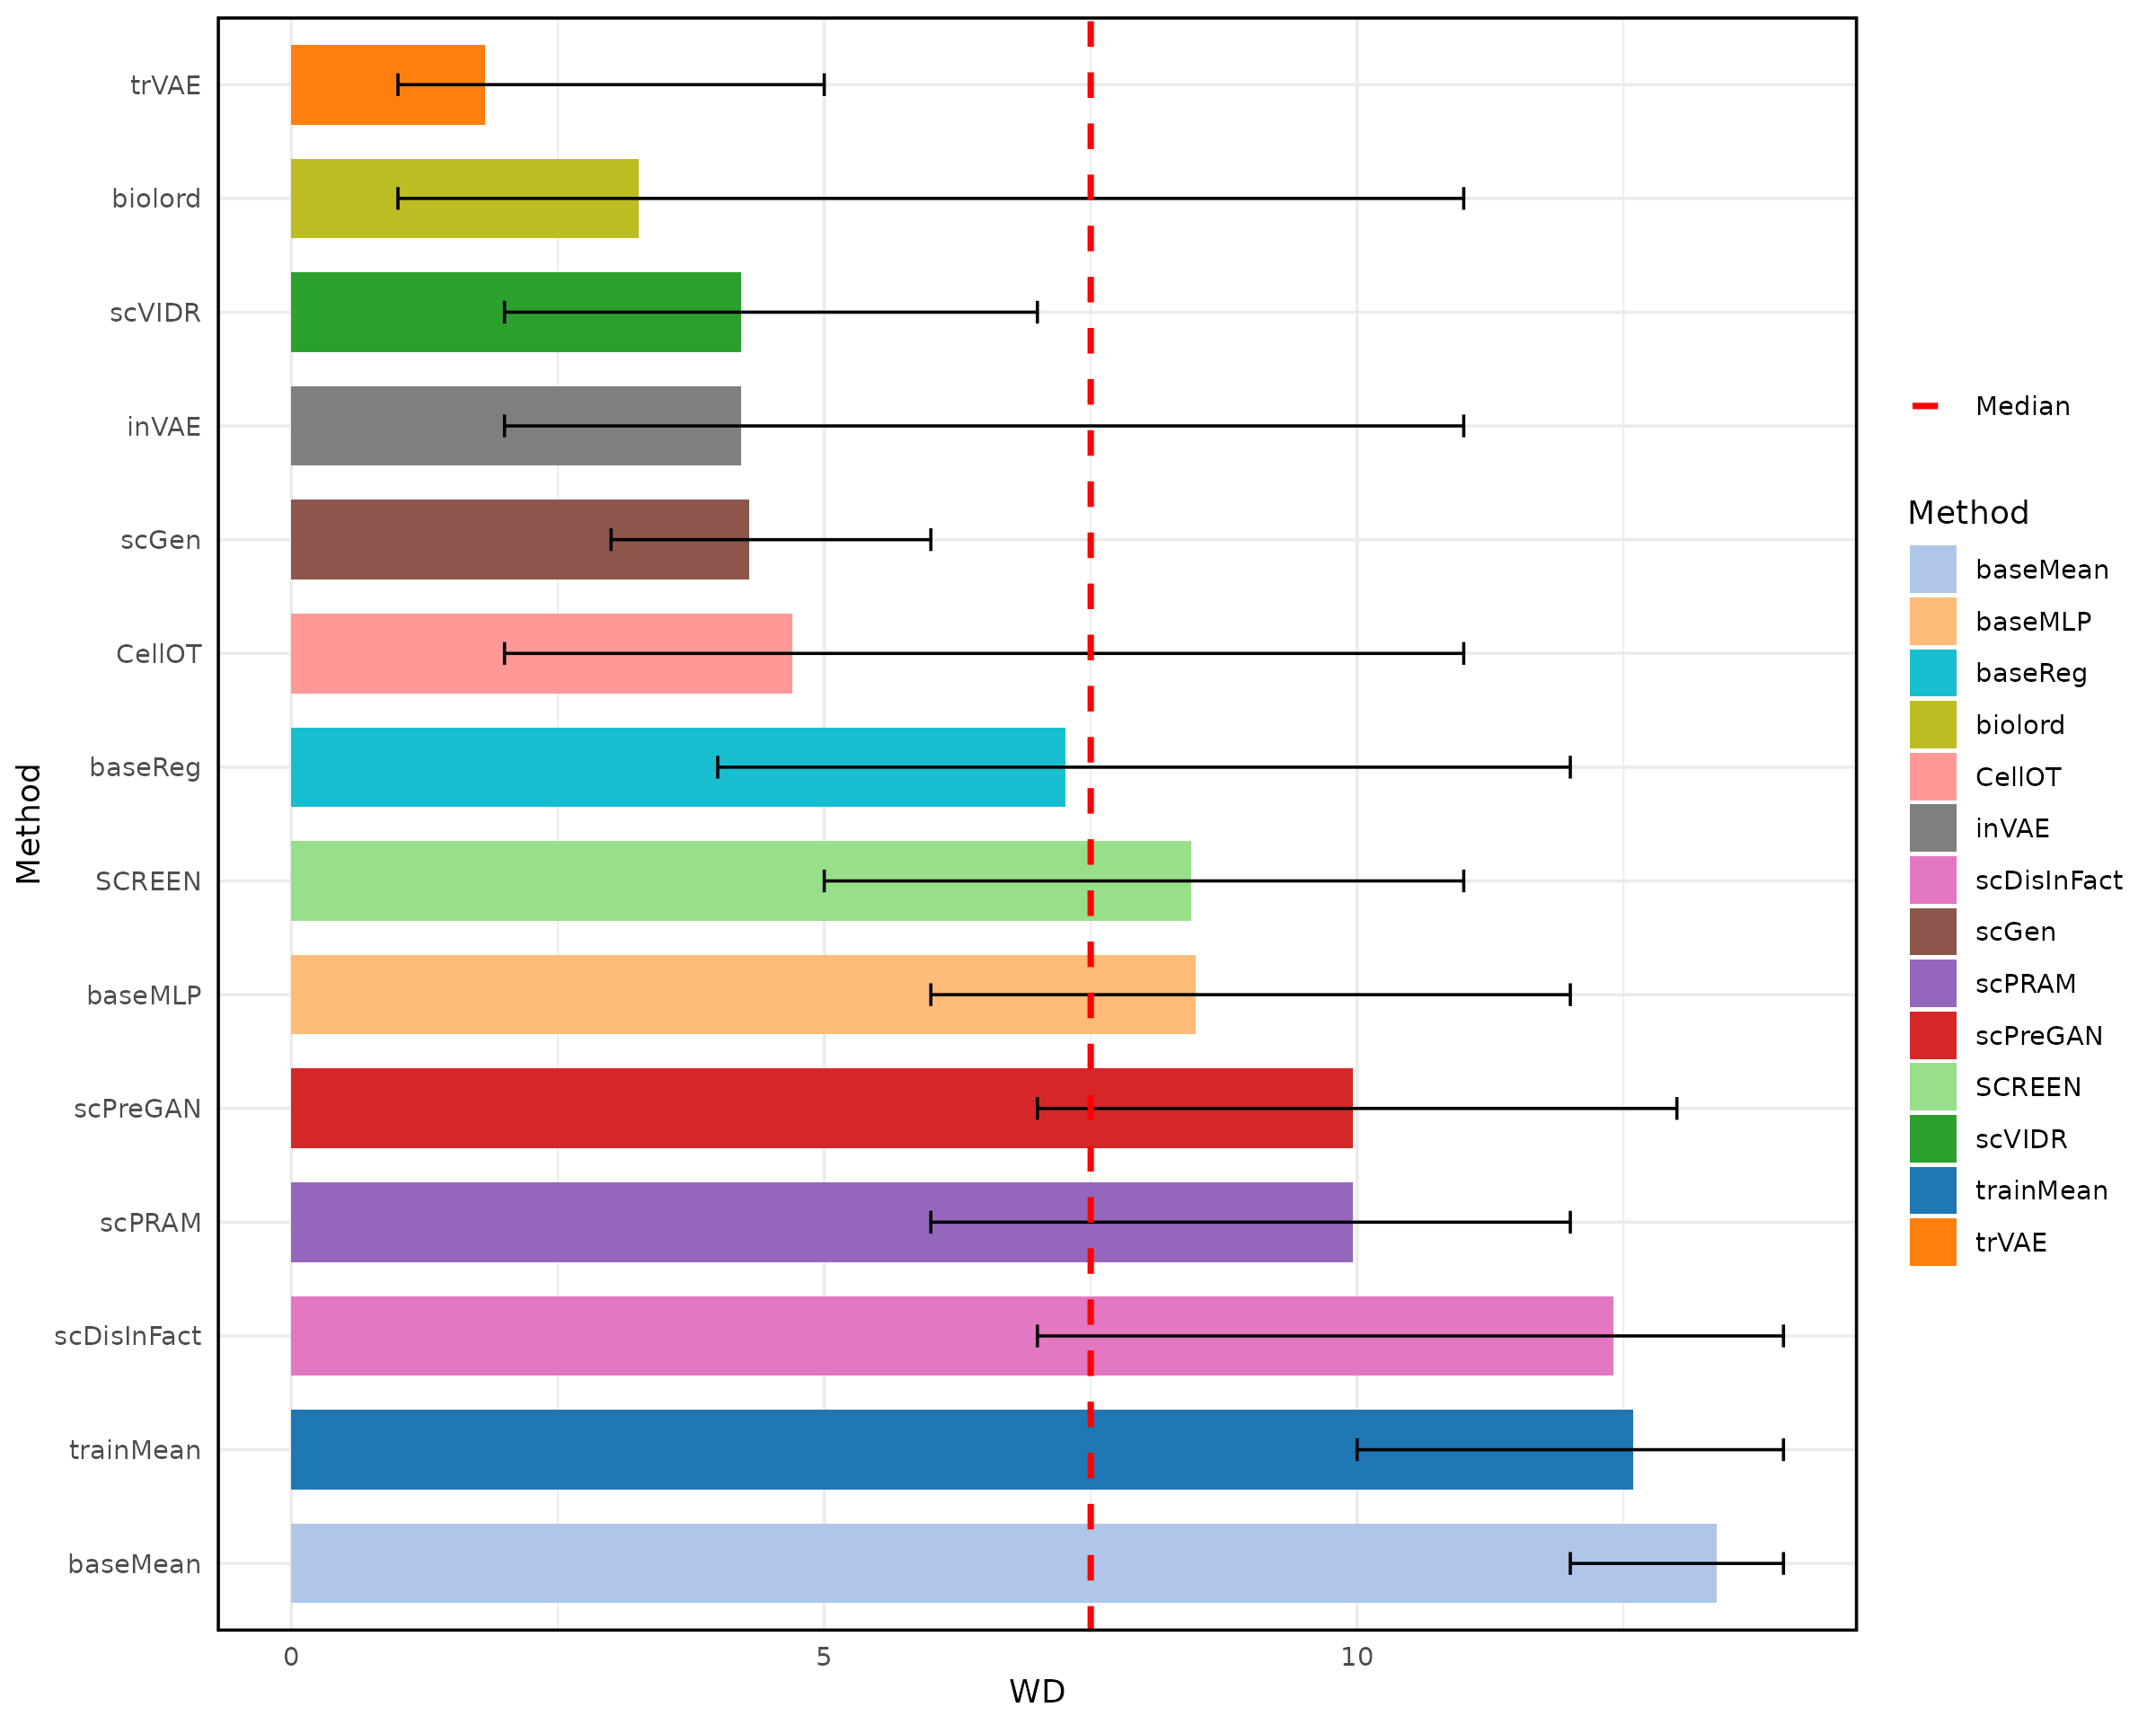 trVAE
biolord
scVIDR
inVAE
scGen
CellOT
baseReg
SCREEN
baseMLP
scPreGAN
scPRAM
scDisInFact
trainMean
baseMean
Method
0 5 10
WD
Median
Method
baseMean
baseMLP
baseReg
biolord
CellOT
inVAE
scDisInFact
scGen
scPRAM
scPreGAN
SCREEN
scVIDR
trainMean
trVAE